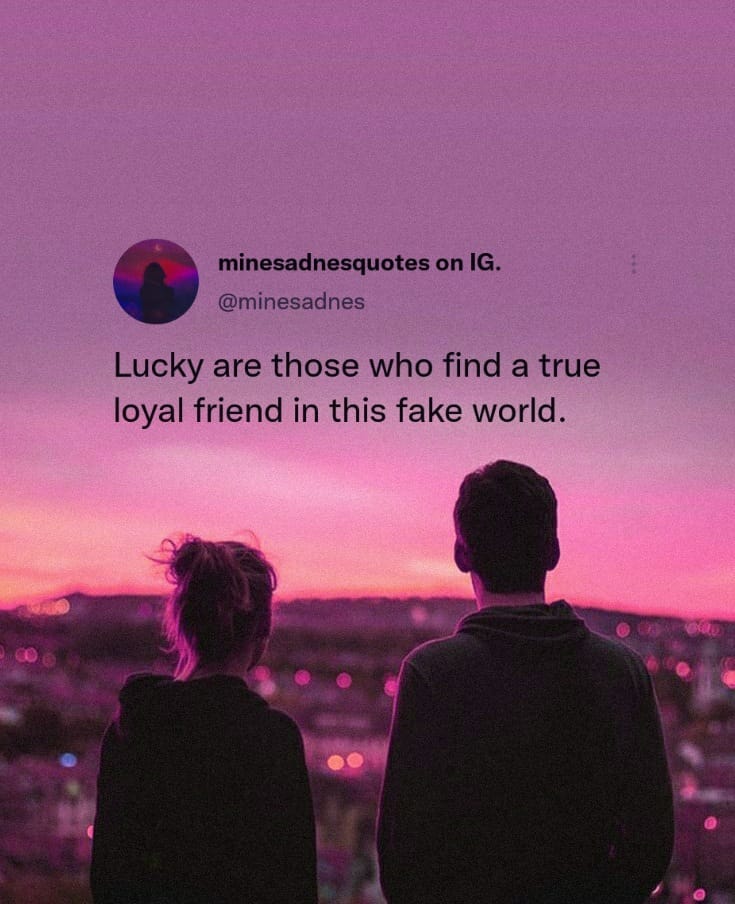 minesadnesquotes on IG.
@minesadnes
Lucky are those who find a true
loyal friend in this fake world.